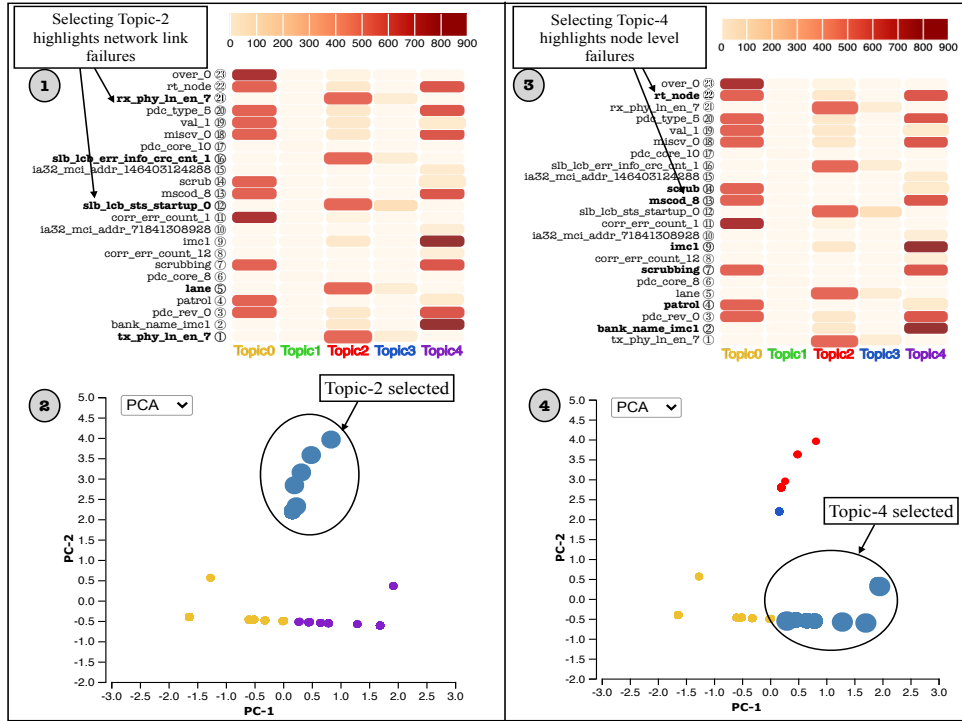 Selecting Topic-2
highlights network link
failures
0 100 200 300 400 500 600 700 800 900
1
over_0 ㉓
rt_node ㉒
rx_phy_ln_en_7 ㉑
pdc_type_5 ⑳
val_1 ⑲
miscv_0 ⑱
pdc_core_10 ⑰
slb_lcb_err_info_crc_cnt_1 ⑯
ia32_mci_addr_146403124288 ⑮
scrub ⑭
mscod_8 ⑬
slb_lcb_sts_startup_0 ⑫
corr_err_count_1 ⑪
ia32_mci_addr_71841308928 ⑩
imc1 ⑨
corr_err_count_12 ⑧
scrubbing ⑦
pdc_core_8 ⑥
lane ⑤
patrol ④
pdc_rev_0 ③
bank_name_imc1 ②
tx_phy_ln_en_7 ①
Topic0 Topic1 Topic2 Topic3 Topic4
2
PCA
Topic-2 selected
5.0
4.5
4.0
3.5
3.0
2.5
2.0
1.5
1.0
0.5
0.0
-0.5
-1.0
-1.5
-2.0
PC-2
-3.0 -2.5 -2.0 -1.5 -1.0 -0.5 0.0 0.5 1.0 1.5 2.0 2.5 3.0
PC-1
Selecting Topic-4
highlights node level
failures
0 100 200 300 400 500 600 700 800 900
3
over_0 ㉓
rt_node ㉒
rx_phy_ln_en_7 ㉑
pdc_type_5 ⑳
val_1 ⑲
miscv_0 ⑱
pdc_core_10 ⑰
slb_lcb_err_info_crc_cnt_1 ⑯
ia32_mci_addr_146403124288 ⑮
scrub ⑭
mscod_8 ⑬
slb_lcb_sts_startup_0 ⑫
corr_err_count_1 ⑪
ia32_mci_addr_71841308928 ⑩
imc1 ⑨
corr_err_count_12 ⑧
scrubbing ⑦
pdc_core_8 ⑥
lane ⑤
patrol ④
pdc_rev_0 ③
bank_name_imc1 ②
tx_phy_ln_en_7 ①
Topic0 Topic1 Topic2 Topic3 Topic4
4
PCA
Topic-4 selected
5.0
4.5
4.0
3.5
3.0
2.5
2.0
1.5
1.0
0.5
0.0
-0.5
-1.0
-1.5
-2.0
PC-2
-3.0 -2.5 -2.0 -1.5 -1.0 -0.5 0.0 0.5 1.0 1.5 2.0 2.5 3.0
PC-1